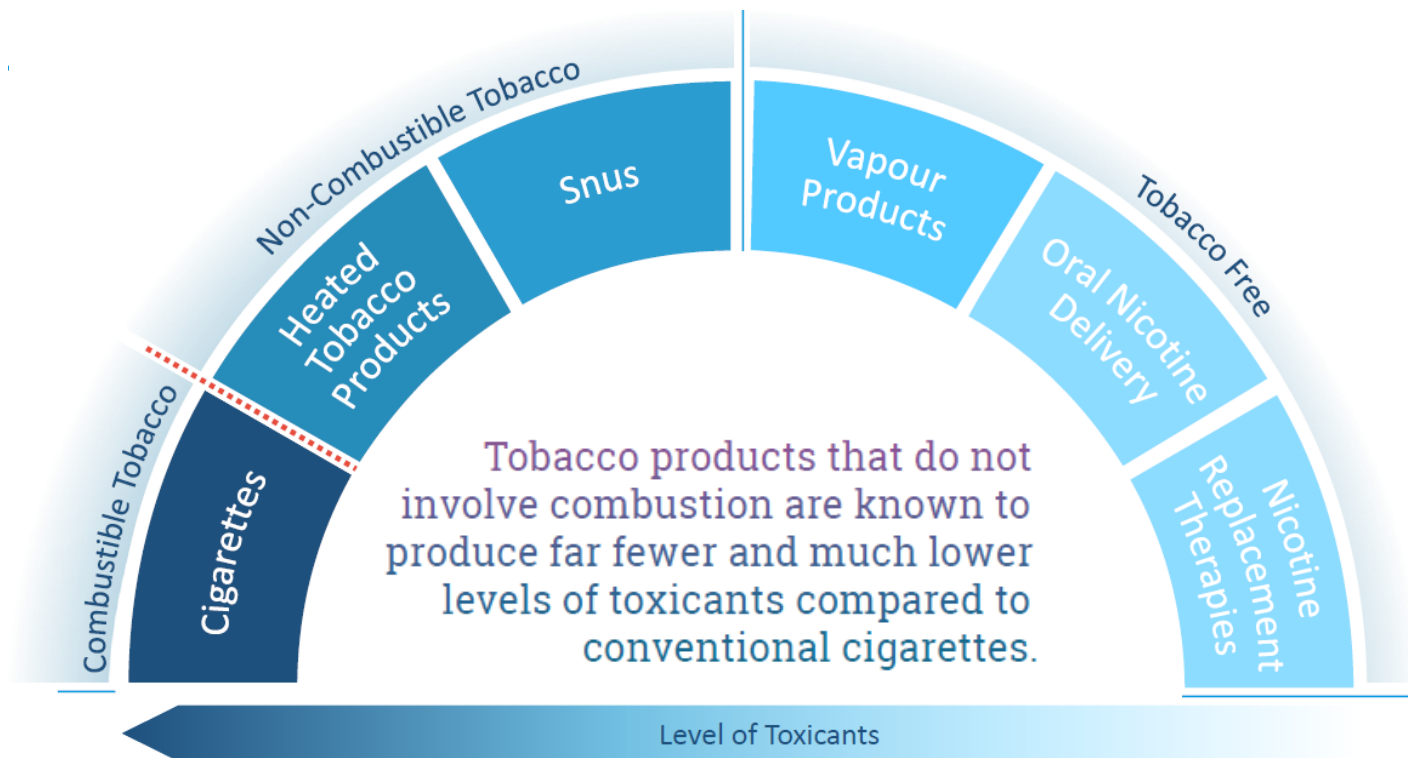 Combustible Tobacco
Non-Combustible Tobacco
Tobacco Free
Cigarettes
Heated
Tobacco
Products
Snus
Vapour
Products
Oral Nicotine
Delivery
Nicotine
Replacement
Therapies
Tobacco products that do not
involve combustion are known to
produce far fewer and much lower
levels of toxicants compared to
conventional cigarettes.
Level of Toxicants